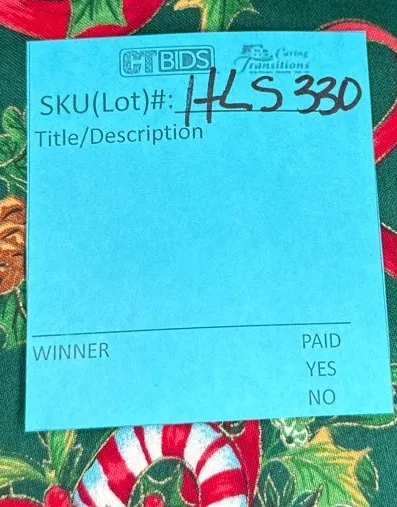 CTBIDS Caring Transitions
SKU(Lot)#: HLS 330
Title/Description
WINNER PAID
YES
NO